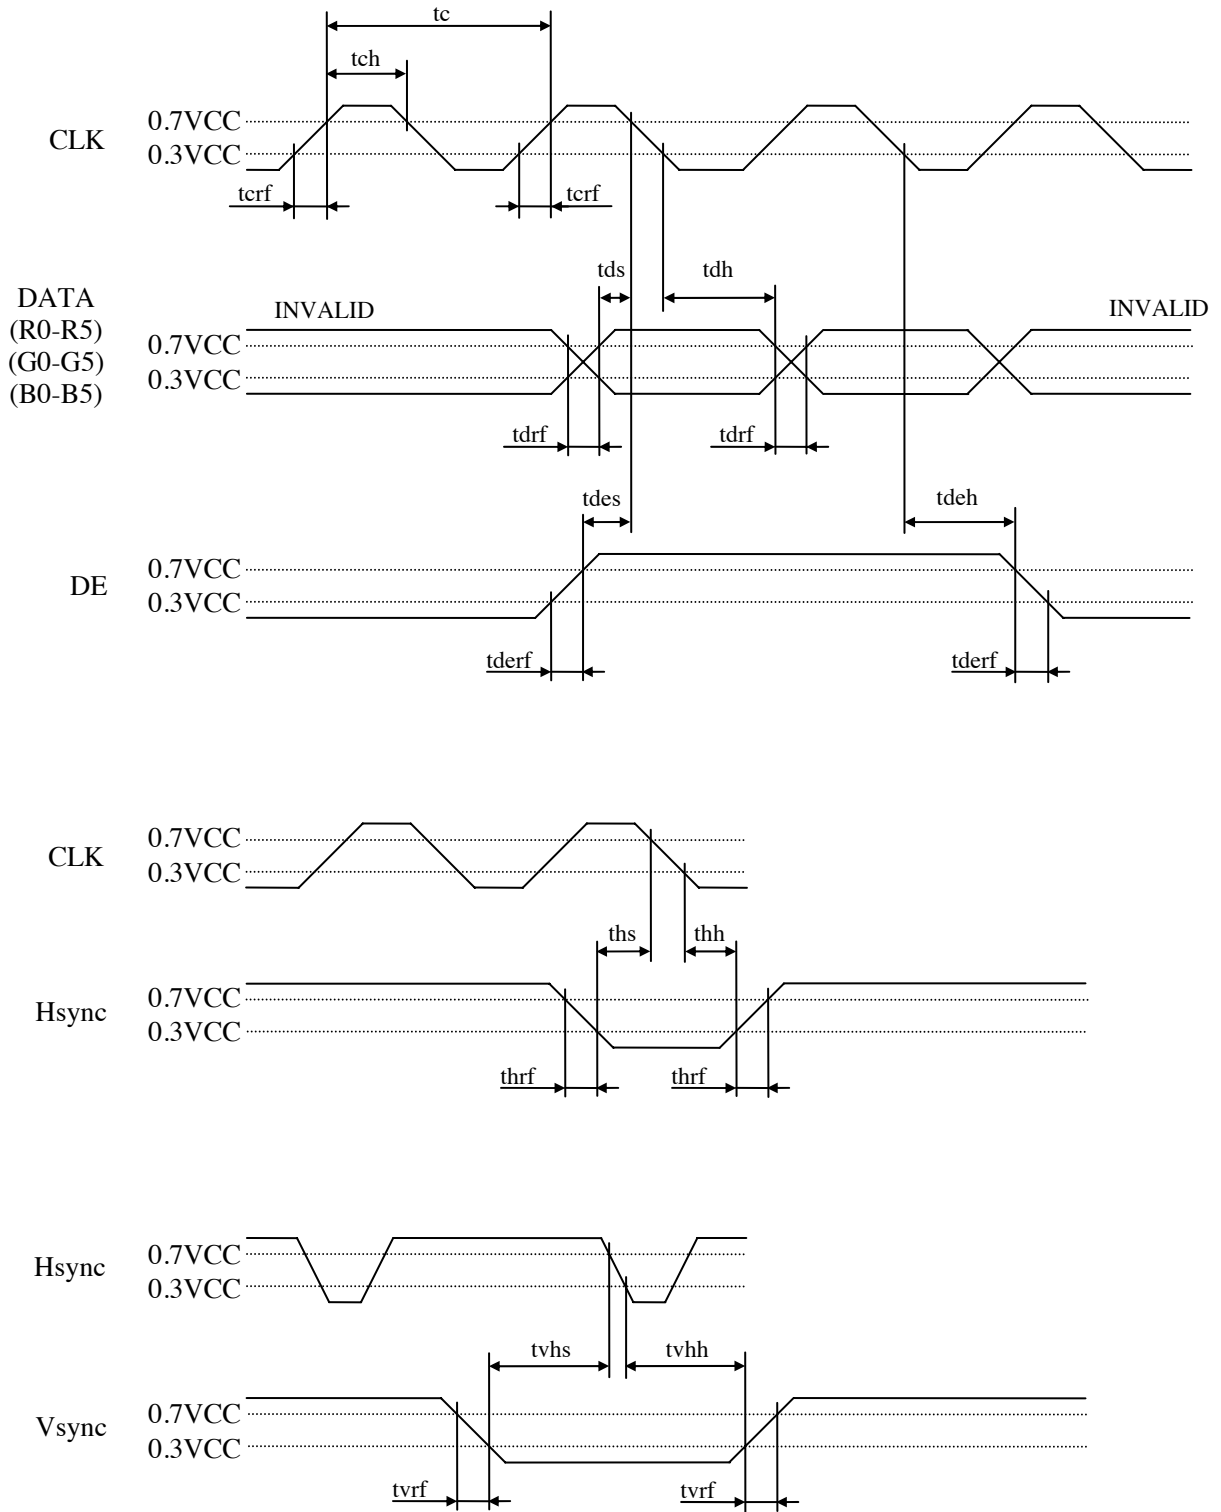 tc
tch
CLK
0.7VCC
0.3VCC
tcrf
tcrf
tds
tdh
DATA
(R0-R5)
(G0-G5)
(B0-B5)
INVALID
INVALID
0.7VCC
0.3VCC
tdrf
tdrf
tdes
tdeh
DE
0.7VCC
0.3VCC
tderf
tderf
CLK
0.7VCC
0.3VCC
ths
thh
Hsync
0.7VCC
0.3VCC
thrf
thrf
Hsync
0.7VCC
0.3VCC
tvhs
tvhh
Vsync
0.7VCC
0.3VCC
tvrf
tvrf